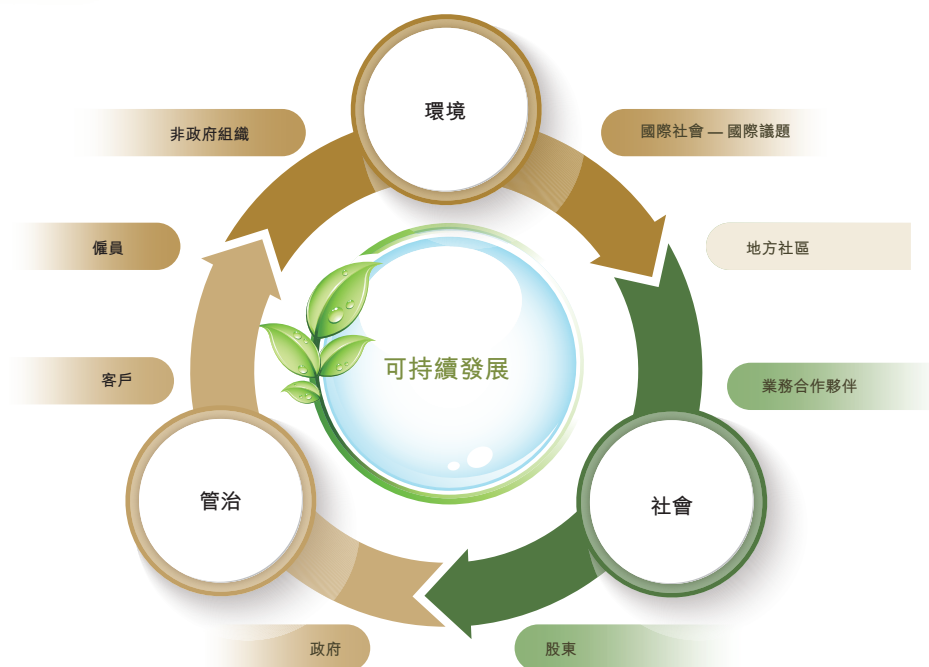 環境
非政府組織
國際社會 — 國際議題
僱員
地方社區
可持續發展
客戶
業務合作夥伴
管治
社會
政府
股東